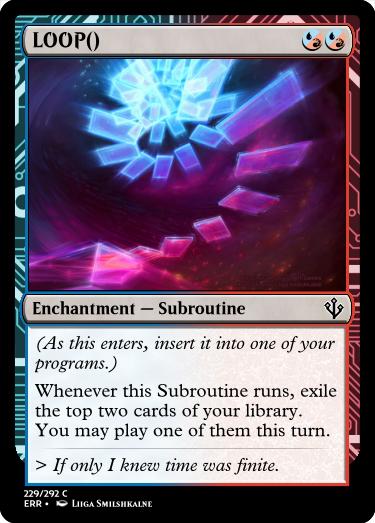 LOOP()
Enchantment — Subroutine
(As this enters, insert it into one of your
programs.)
Whenever this Subroutine runs, exile
the top two cards of your library.
You may play one of them this turn.
> If only I knew time was finite.
229/292 C
ERR • Liiga Smilshkalne